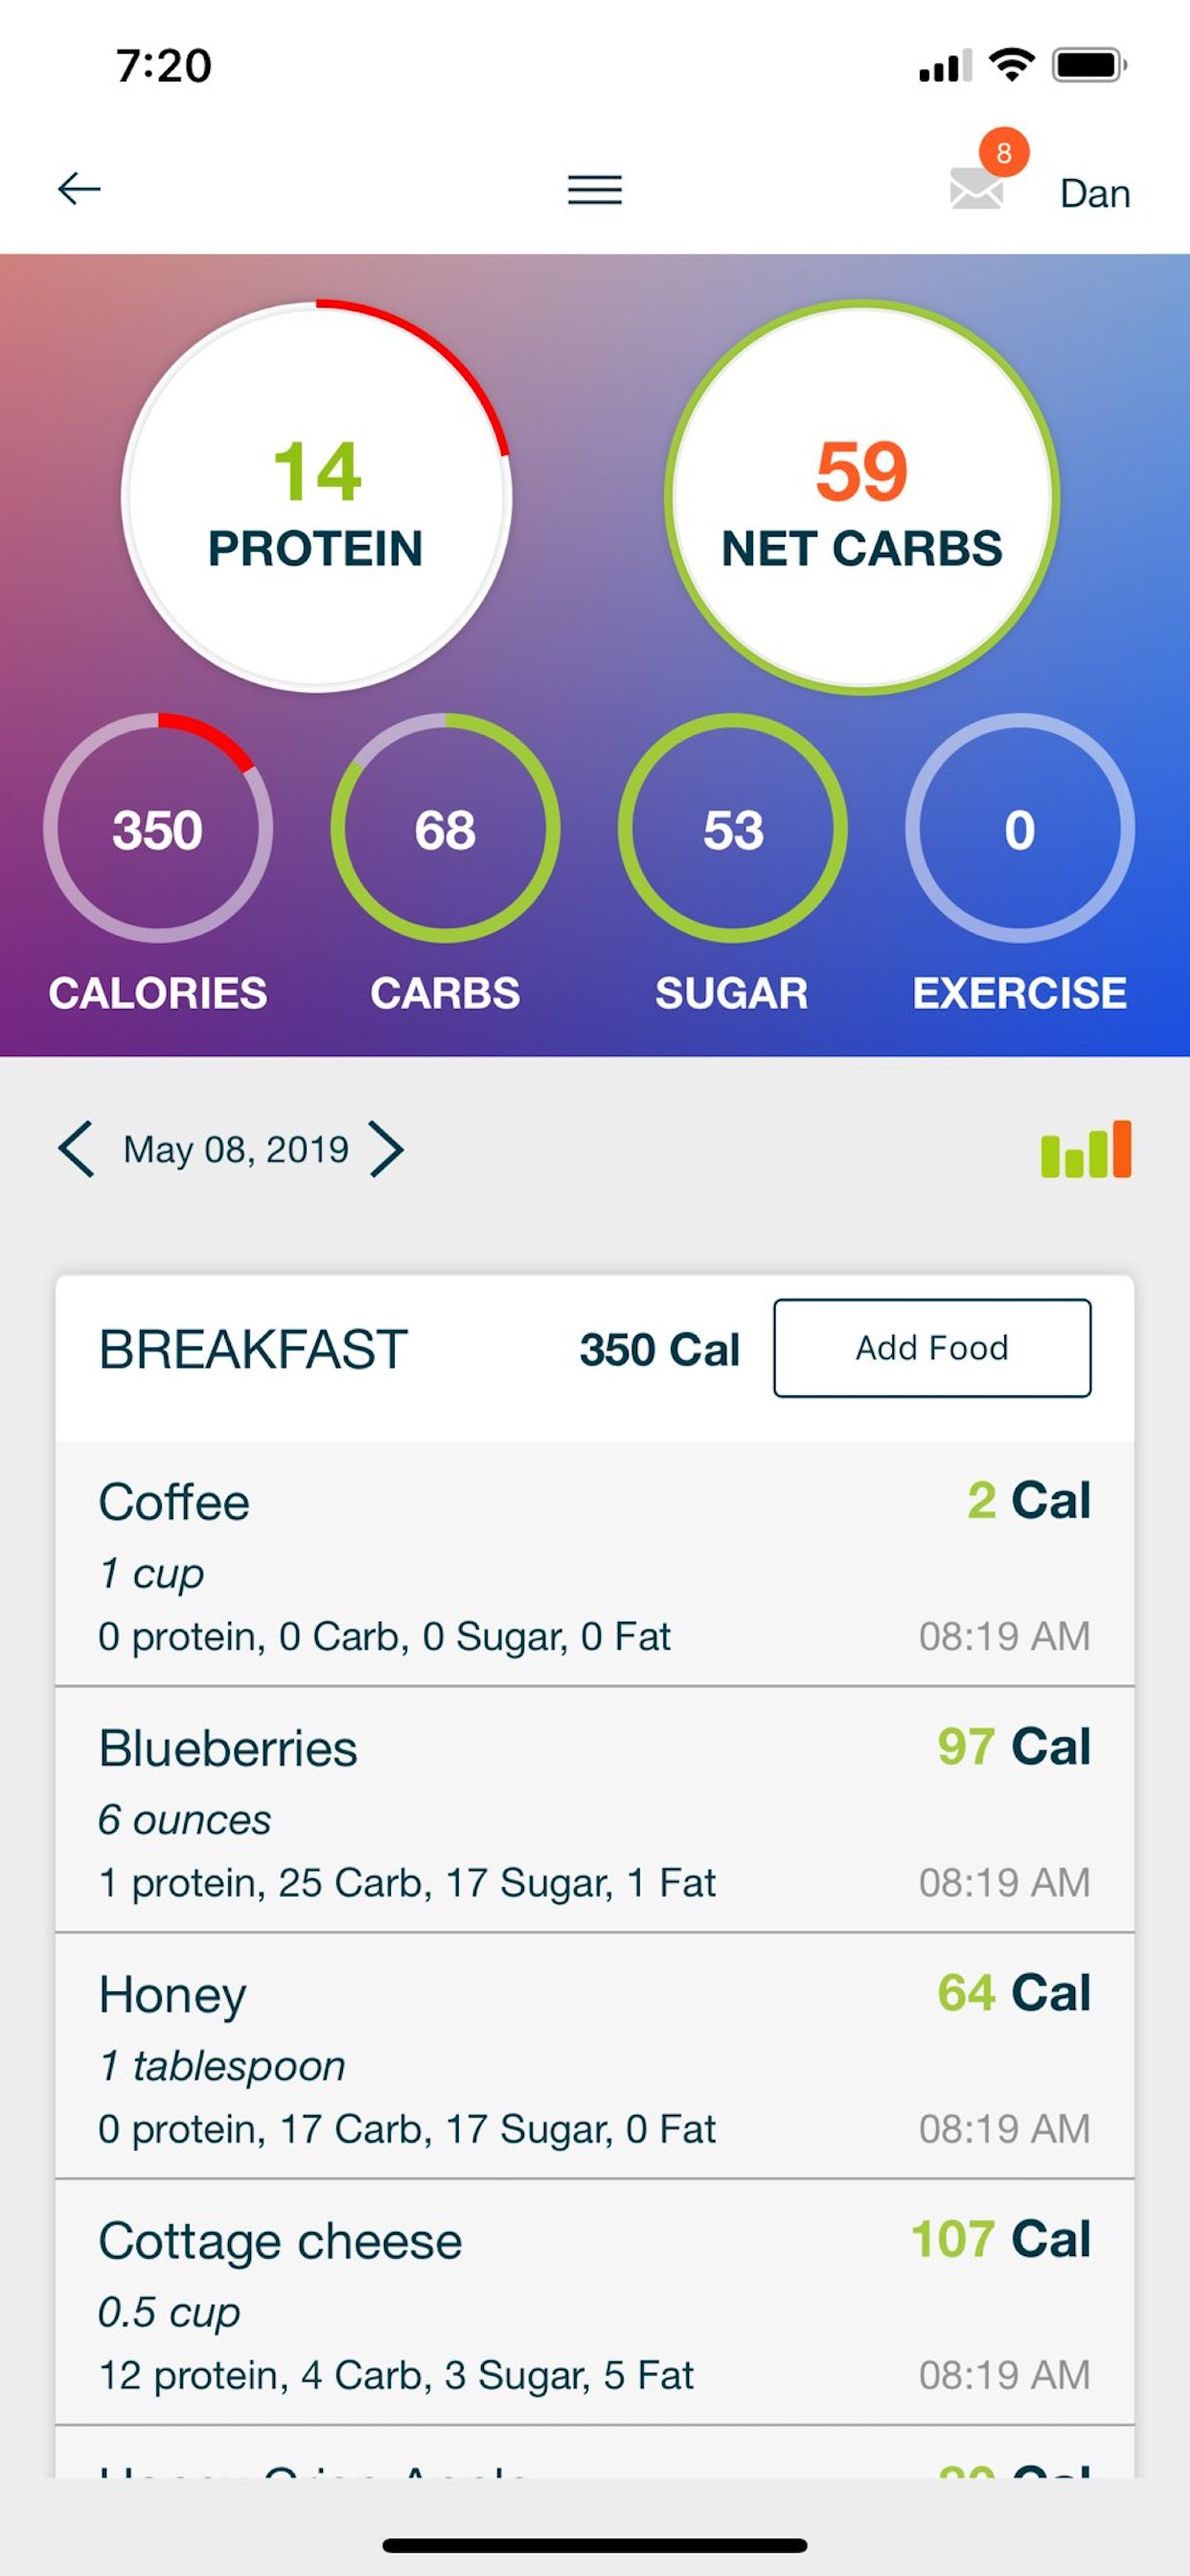 7:20
8
Dan
14
PROTEIN
59
NET CARBS
350
68
53
0
CALORIES
CARBS
SUGAR
EXERCISE
May 08, 2019
BREAKFAST
350 Cal
Add Food
Coffee
2 Cal
1 cup
0 protein, 0 Carb, 0 Sugar, 0 Fat
08:19 AM
Blueberries
97 Cal
6 ounces
1 protein, 25 Carb, 17 Sugar, 1 Fat
08:19 AM
Honey
64 Cal
1 tablespoon
0 protein, 17 Carb, 17 Sugar, 0 Fat
08:19 AM
Cottage cheese
107 Cal
0.5 cup
12 protein, 4 Carb, 3 Sugar, 5 Fat
08:19 AM